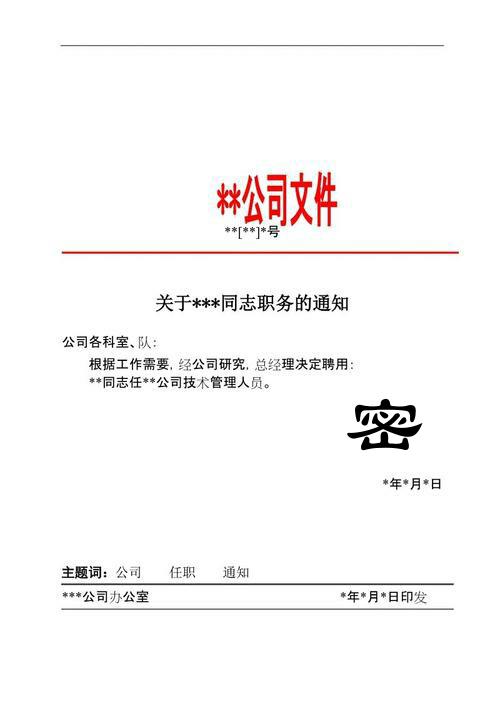 **公司文件
**[**]*号
关于***同志职务的通知
公司各科室、队：
根据工作需要，经公司研究，总经理决定聘用：
**同志任**公司技术管理人员。
密
*年*月*日
主题词：公司 任职 通知
***公司办公室 *年*月*日印发